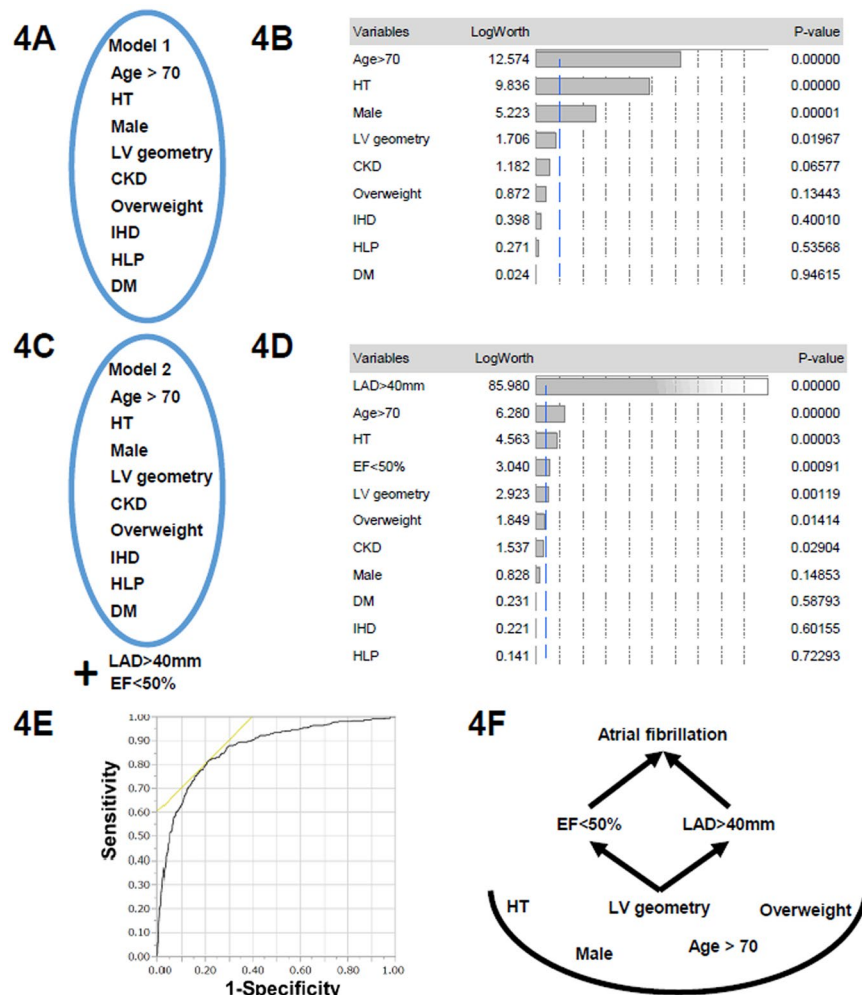 4A
Model 1
Age > 70
HT
Male
LV geometry
CKD
Overweight
IHD
HLP
DM
4B
Variables LogWorth P-value
Age>70 12.574 0.00000
HT 9.836 0.00000
Male 5.223 0.00001
LV geometry 1.706 0.01967
CKD 1.182 0.06577
Overweight 0.872 0.13443
IHD 0.398 0.40010
HLP 0.271 0.53568
DM 0.024 0.94615
4C
Model 2
Age > 70
HT
Male
LV geometry
CKD
Overweight
IHD
HLP
DM
+ LAD>40mm
EF<50%
4D
Variables LogWorth P-value
LAD>40mm 85.980 0.00000
Age>70 6.280 0.00000
HT 4.563 0.00003
EF<50% 3.040 0.00091
LV geometry 2.923 0.00119
Overweight 1.849 0.01414
CKD 1.537 0.02904
Male 0.828 0.14853
DM 0.231 0.58793
IHD 0.221 0.60155
HLP 0.141 0.72293
4E
Sensitivity
1.00
0.90
0.80
0.70
0.60
0.50
0.40
0.30
0.20
0.10
0.00
0.00 0.20 0.40 0.60 0.80 1.00
1-Specificity
4F
Atrial fibrillation
EF<50% LAD>40mm
HT LV geometry Overweight
Male Age > 70